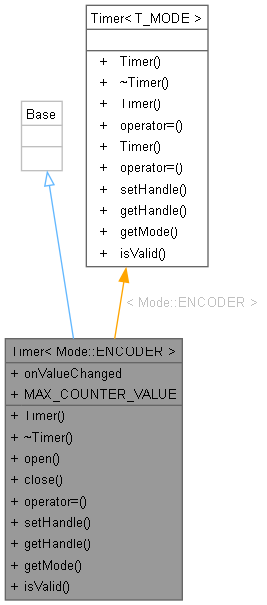 Timer< T_MODE >
+ Timer()
+ ~Timer()
+ Timer()
+ operator=()
+ Timer()
+ operator=()
+ setHandle()
+ getHandle()
+ getMode()
+ isValid()
Base
< Mode::ENCODER >
Timer< Mode::ENCODER >
+ onValueChanged
+ MAX_COUNTER_VALUE
+ Timer()
+ ~Timer()
+ open()
+ close()
+ operator=()
+ setHandle()
+ getHandle()
+ getMode()
+ isValid()